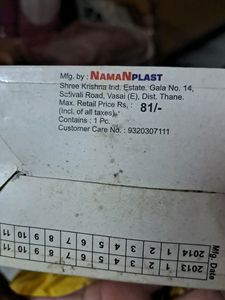 Mfg. by : NAMANPLAST
Shree Krishna Ind. Estate. Gala No. 14,
Sativali Road, Vasai (E), Dist. Thane.
Max. Retail Price Rs. : 81/-
(Incl. of all taxes)
Contains : 1 Pc.
Customer Care No. : 9320307111
Mfg. Date
2014 1 2 3 4 5 6 7 8 9 10 11
2013 1 2 3 4 5 6 7 8 9 10 11